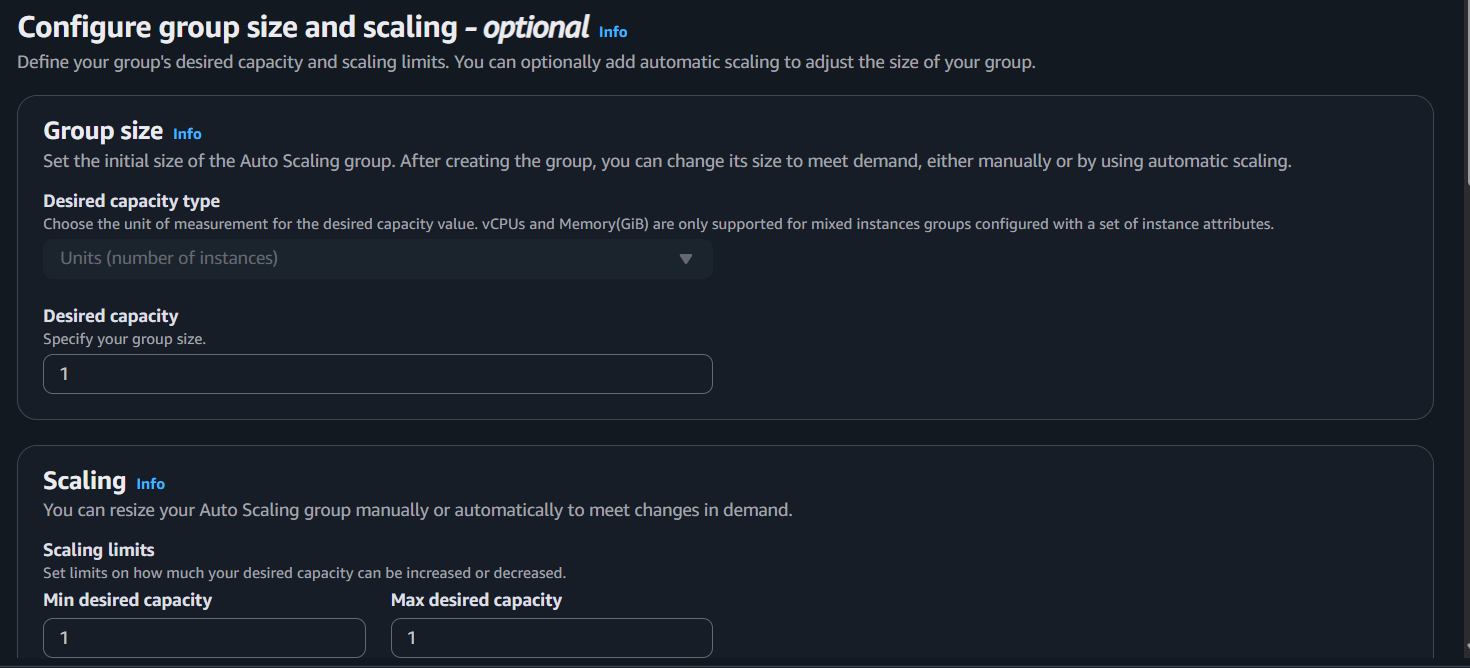 Configure group size and scaling - optional Info
Define your group's desired capacity and scaling limits. You can optionally add automatic scaling to adjust the size of your group.
Group size Info
Set the initial size of the Auto Scaling group. After creating the group, you can change its size to meet demand, either manually or by using automatic scaling.
Desired capacity type
Choose the unit of measurement for the desired capacity value. vCPUs and Memory(GiB) are only supported for mixed instances groups configured with a set of instance attributes.
Units (number of instances)
Desired capacity
Specify your group size.
1
Scaling Info
You can resize your Auto Scaling group manually or automatically to meet changes in demand.
Scaling limits
Set limits on how much your desired capacity can be increased or decreased.
Min desired capacity Max desired capacity
1 1